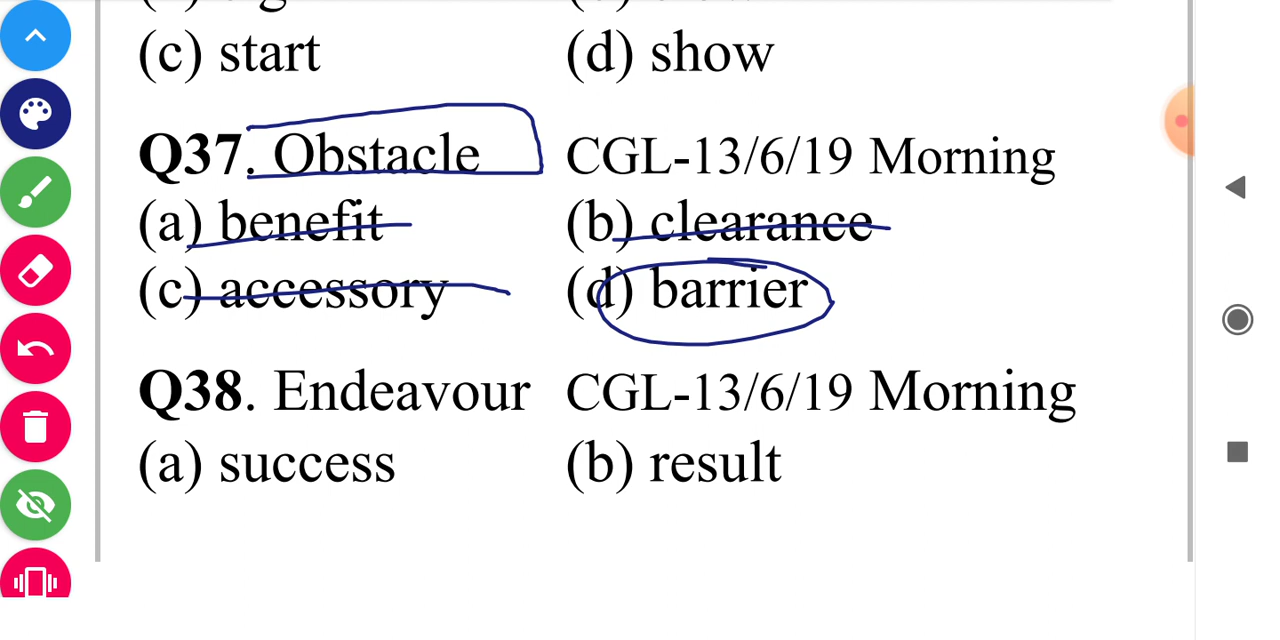 (c) start (d) show
Q37. Obstacle CGL-13/6/19 Morning
(a) benefit (b) clearance
(c) accessory (d) barrier
Q38. Endeavour CGL-13/6/19 Morning
(a) success (b) result